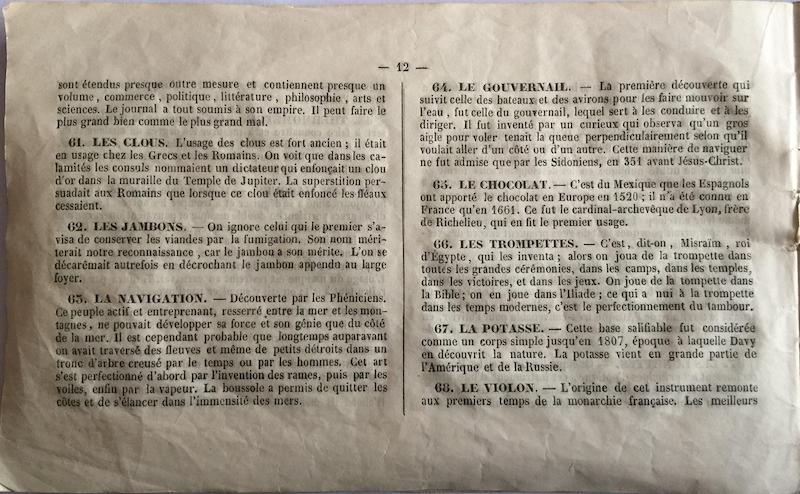 — 12 —
sont étendus presque outre mesure et contiennent presque un
volume, commerce, politique, littérature, philosophie, arts et
sciences. Le journal a tout soumis à son empire. Il peut faire le
plus grand bien comme le plus grand mal.
61. LES CLOUS. L'usage des clous est fort ancien; il était
en usage chez les Grecs et les Romains. On voit que dans les ca-
lamités les consuls nommaient un dictateur qui enfonçait un clou
d'or dans la muraille du Temple de Jupiter. La superstition per-
suadait aux Romains que lorsque ce clou était enfoncé les fléaux
cessaient.
62. LES JAMBONS. — On ignore celui qui le premier s'a-
visa de conserver les viandes par la fumigation. Son nom méri-
terait notre reconnaissance, car le jambon a son mérite. L'on se
décarêmait autrefois en décrochant le jambon appendu au large
foyer.
63. LA NAVIGATION. — Découverte par les Phéniciens.
Ce peuple actif et entreprenant, resserré entre la mer et les mon-
tagnes, ne pouvait développer sa force et son génie que du côté
de la mer. Il est cependant probable que longtemps auparavant
on avait traversé des fleuves et même de petits détroits dans un
tronc d'arbre creusé par le temps ou par les hommes. Cet art
s'est perfectionné d'abord par l'invention des rames, puis par les
voiles, enfin par la vapeur. La boussole a permis de quitter les
côtes et de s'élancer dans l'immensité des mers.
64. LE GOUVERNAIL. — La première découverte qui
suivit celle des bateaux et des avirons pour les faire mouvoir sur
l'eau, fut celle du gouvernail, lequel sert à les conduire et à les
diriger. Il fut inventé par un curieux qui observa qu'un gros
aigle pour voler tenait la queue perpendiculairement selon qu'il
voulait aller d'un côté ou d'un autre. Cette manière de naviguer
ne fut admise que par les Sidoniens, en 351 avant Jésus-Christ.
65. LE CHOCOLAT. — C'est du Mexique que les Espagnols
ont apporté le chocolat en Europe en 1520; il n'a été connu en
France qu'en 1661. Ce fut le cardinal-archevêque de Lyon, frère
de Richelieu, qui en fit le premier usage.
66. LES TROMPETTES. — C'est, dit-on, Misraïm, roi
d'Égypte, qui les inventa; alors on joua de la trompette dans
toutes les grandes cérémonies, dans les camps, dans les temples,
dans les victoires, et dans les jeux. On joue de la tompette dans
la Bible; on en joue dans l'Iliade; ce qui a nui à la trompette
dans les temps modernes, c'est le perfectionnement du tambour.
67. LA POTASSE. — Cette base salifiable fut considérée
comme un corps simple jusqu'en 1807, époque à laquelle Davy
en découvrit la nature. La potasse vient en grande partie de
l'Amérique et de la Russie.
68. LE VIOLON. — L'origine de cet instrument remonte
aux premiers temps de la monarchie française. Les meilleurs